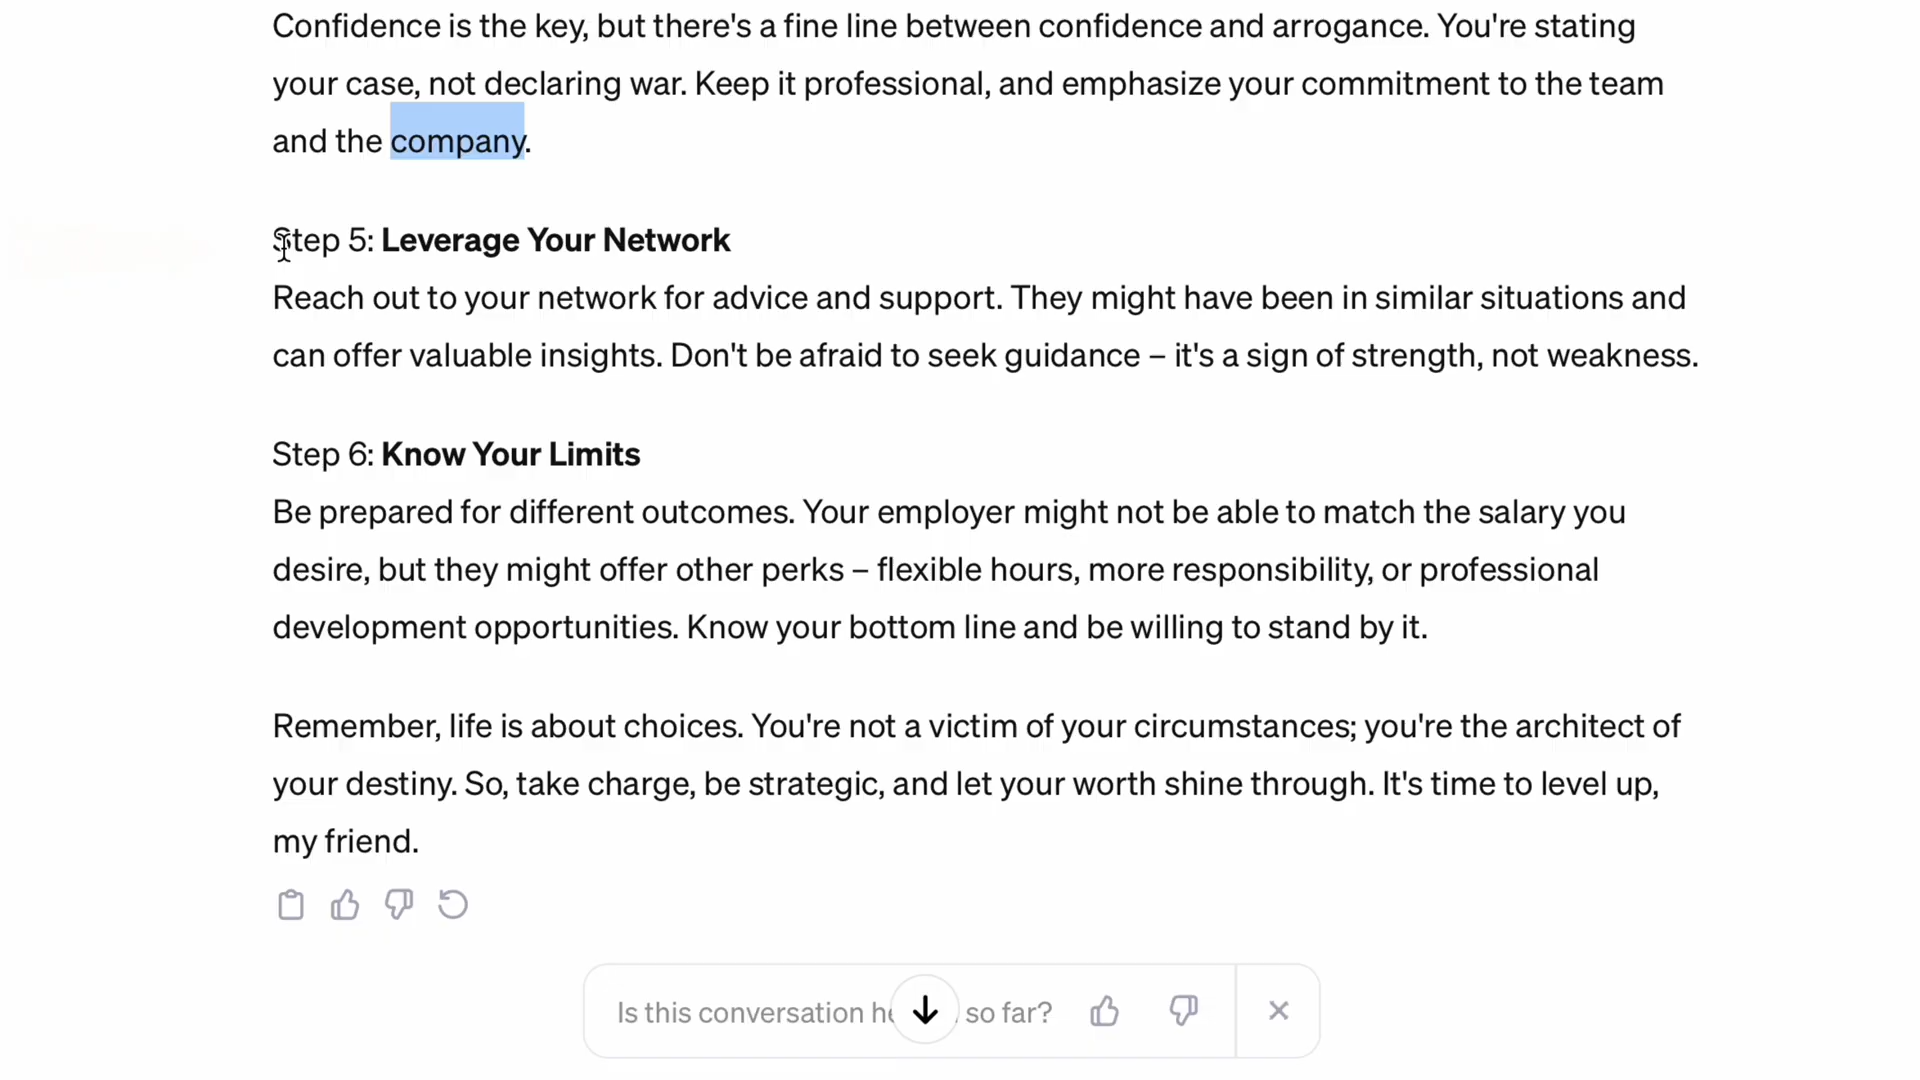 Confidence is the key, but there's a fine line between confidence and arrogance. You're stating
your case, not declaring war. Keep it professional, and emphasize your commitment to the team
and the company.
Step 5: Leverage Your Network
Reach out to your network for advice and support. They might have been in similar situations and
can offer valuable insights. Don't be afraid to seek guidance – it's a sign of strength, not weakness.
Step 6: Know Your Limits
Be prepared for different outcomes. Your employer might not be able to match the salary you
desire, but they might offer other perks – flexible hours, more responsibility, or professional
development opportunities. Know your bottom line and be willing to stand by it.
Remember, life is about choices. You're not a victim of your circumstances; you're the architect of
your destiny. So, take charge, be strategic, and let your worth shine through. It's time to level up,
my friend.
Is this conversation so far?